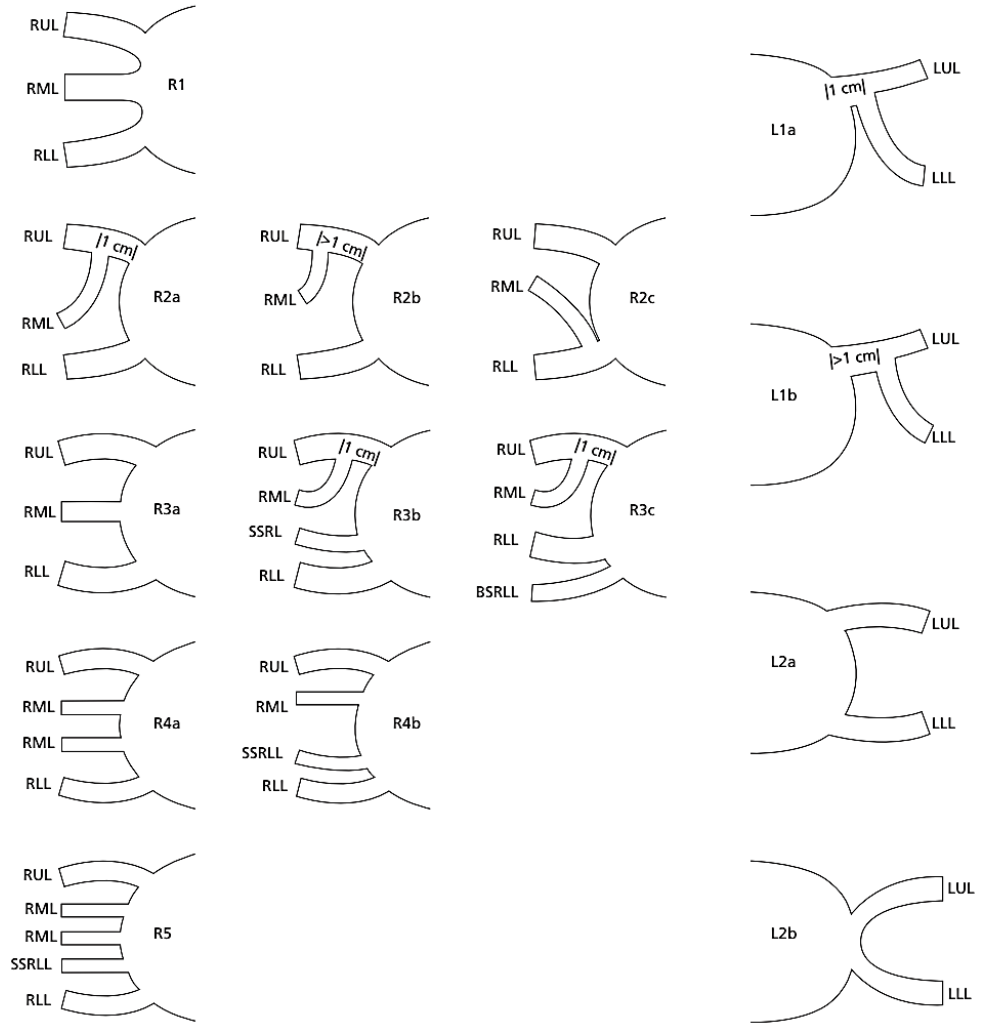 RUL
RML
R1
RLL
LUL
|1 cm|
L1a
LLL
RUL
|1 cm|
R2a
RML
RLL
RUL
|>1 cm|
RML
R2b
RLL
RUL
RML
R2c
RLL
LUL
|>1 cm|
L1b
LLL
RUL
RML
R3a
RLL
RUL
|1 cm|
RML
R3b
SSRL
RLL
RUL
|1 cm|
RML
R3c
RLL
BSRLL
LUL
L2a
LLL
RUL
RML
R4a
RML
RLL
RUL
RML
R4b
SSRLL
RLL
RUL
RML
RML
R5
SSRLL
RLL
LUL
L2b
LLL